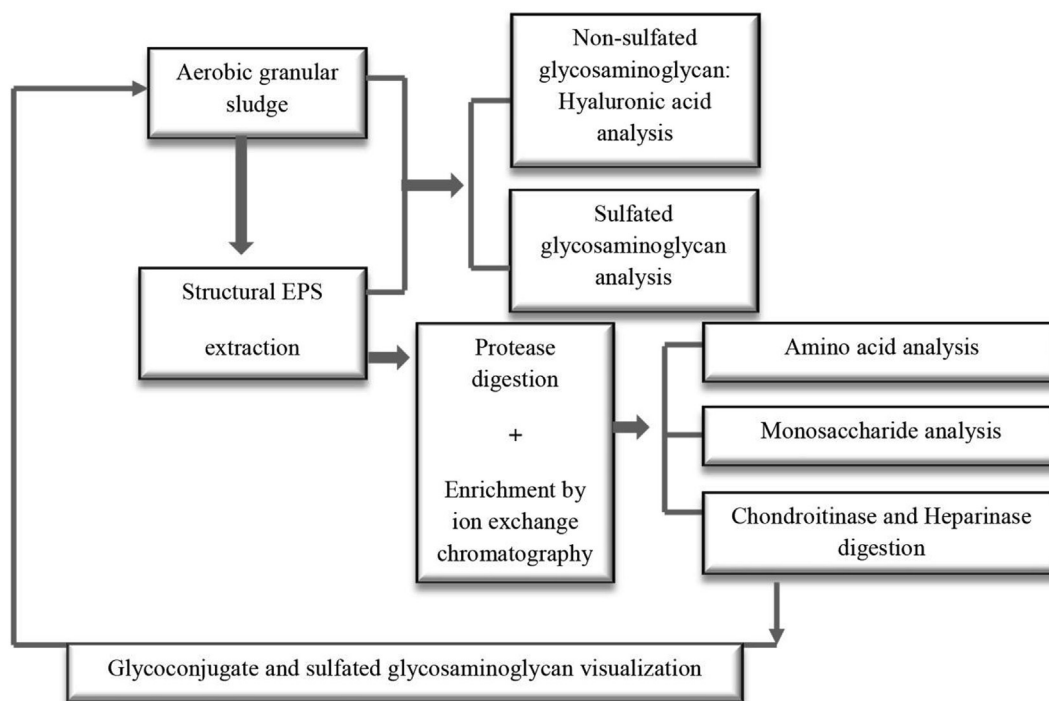 Aerobic granular
sludge
Non-sulfated
glycosaminoglycan:
Hyaluronic acid
analysis
Sulfated
glycosaminoglycan
analysis
Structural EPS
extraction
Protease
digestion
+
Enrichment by
ion exchange
chromatography
Amino acid analysis
Monosaccharide analysis
Chondroitinase and Heparinase
digestion
Glycoconjugate and sulfated glycosaminoglycan visualization